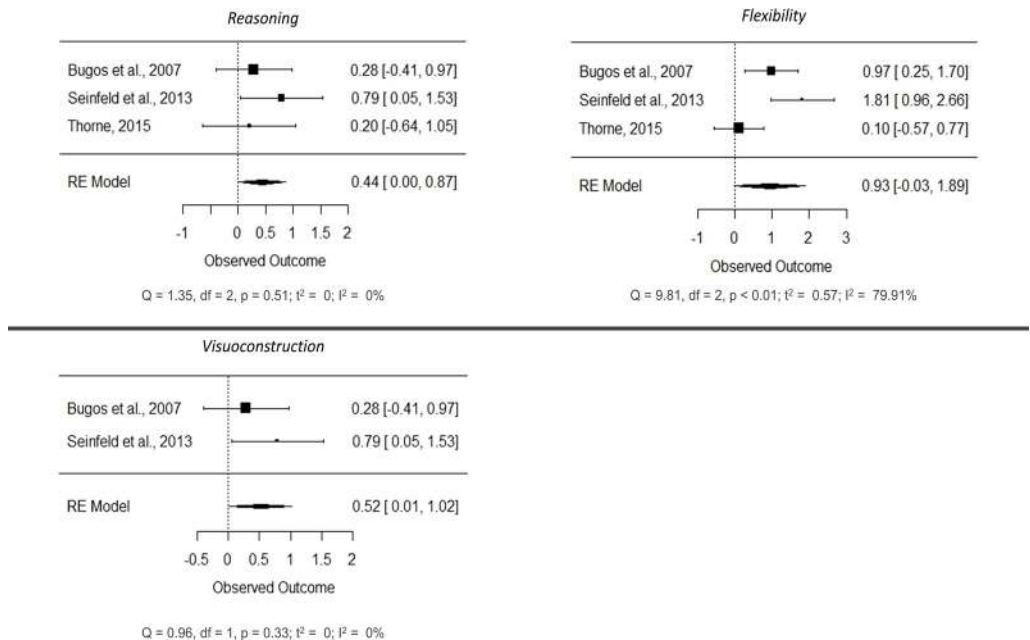 Reasoning
Bugos et al., 2007 0.28 [-0.41, 0.97]
Seinfeld et al., 2013 0.79 [0.05, 1.53]
Thorne, 2015 0.20 [-0.64, 1.05]
RE Model 0.44 [ 0.00, 0.87]
-1 0 0.5 1 1.5 2
Observed Outcome
Q = 1.35, df = 2, p = 0.51; t² = 0; I² = 0%
Flexibility
Bugos et al., 2007 0.97 [ 0.25, 1.70]
Seinfeld et al., 2013 1.81 [ 0.96, 2.66]
Thorne, 2015 0.10 [-0.57, 0.77]
RE Model 0.93 [-0.03, 1.89]
-1 0 1 2 3
Observed Outcome
Q = 9.81, df = 2, p < 0.01; t² = 0.57; I² = 79.91%
Visuoconstruction
Bugos et al., 2007 0.28 [-0.41, 0.97]
Seinfeld et al., 2013 0.79 [0.05, 1.53]
RE Model 0.52 [ 0.01, 1.02]
-0.5 0 0.5 1 1.5 2
Observed Outcome
Q = 0.96, df = 1, p = 0.33; t² = 0; I² = 0%